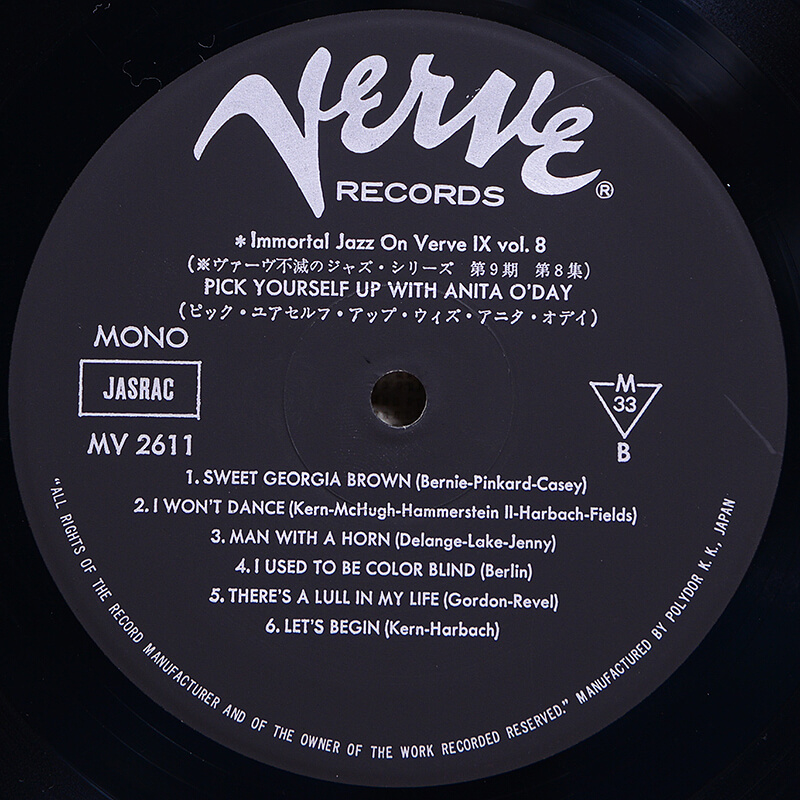 Verve
RECORDS ®
* Immortal Jazz On Verve IX vol. 8
(※ヴァーヴ不滅のジャズ・シリーズ 第9期 第8集)
PICK YOURSELF UP WITH ANITA O'DAY
(ピック・ユアセルフ・アップ・ウィズ・アニタ・オデイ)
MONO
JASRAC
MV 2611
M
33
B
1. SWEET GEORGIA BROWN (Bernie-Pinkard-Casey)
2. I WON'T DANCE (Kern-McHugh-Hammerstein II-Harbach-Fields)
3. MAN WITH A HORN (Delange-Lake-Jenny)
4. I USED TO BE COLOR BLIND (Berlin)
5. THERE'S A LULL IN MY LIFE (Gordon-Revel)
6. LET'S BEGIN (Kern-Harbach)
"ALL RIGHTS OF THE RECORD MANUFACTURER AND OF THE OWNER OF THE WORK RECORDED RESERVED." MANUFACTURED BY POLYDOR K.K., JAPAN